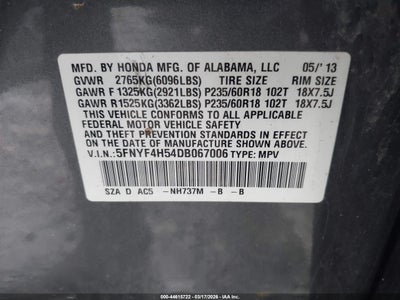 MFD. BY HONDA MFG. OF ALABAMA, LLC 05/'13
GVWR 2765KG(6096LBS) TIRE SIZE RIM SIZE
GAWR F 1325KG(2921LBS) P235/60R18 102T 18X7.5J
GAWR R 1525KG(3362LBS) P235/60R18 102T 18X7.5J
THIS VEHICLE CONFORMS TO ALL APPLICABLE
FEDERAL MOTOR VEHICLE SAFETY AND THEFT
PREVENTION STANDARDS IN EFFECT ON THE DATE
OF MANUFACTURE SHOWN ABOVE.
V.I.N.: 5FNYF4H54DB067006 TYPE: MPV
SZA D AC5 -NH737M -B -B
000-44615722 - 03/17/2026 - IAAI.COM